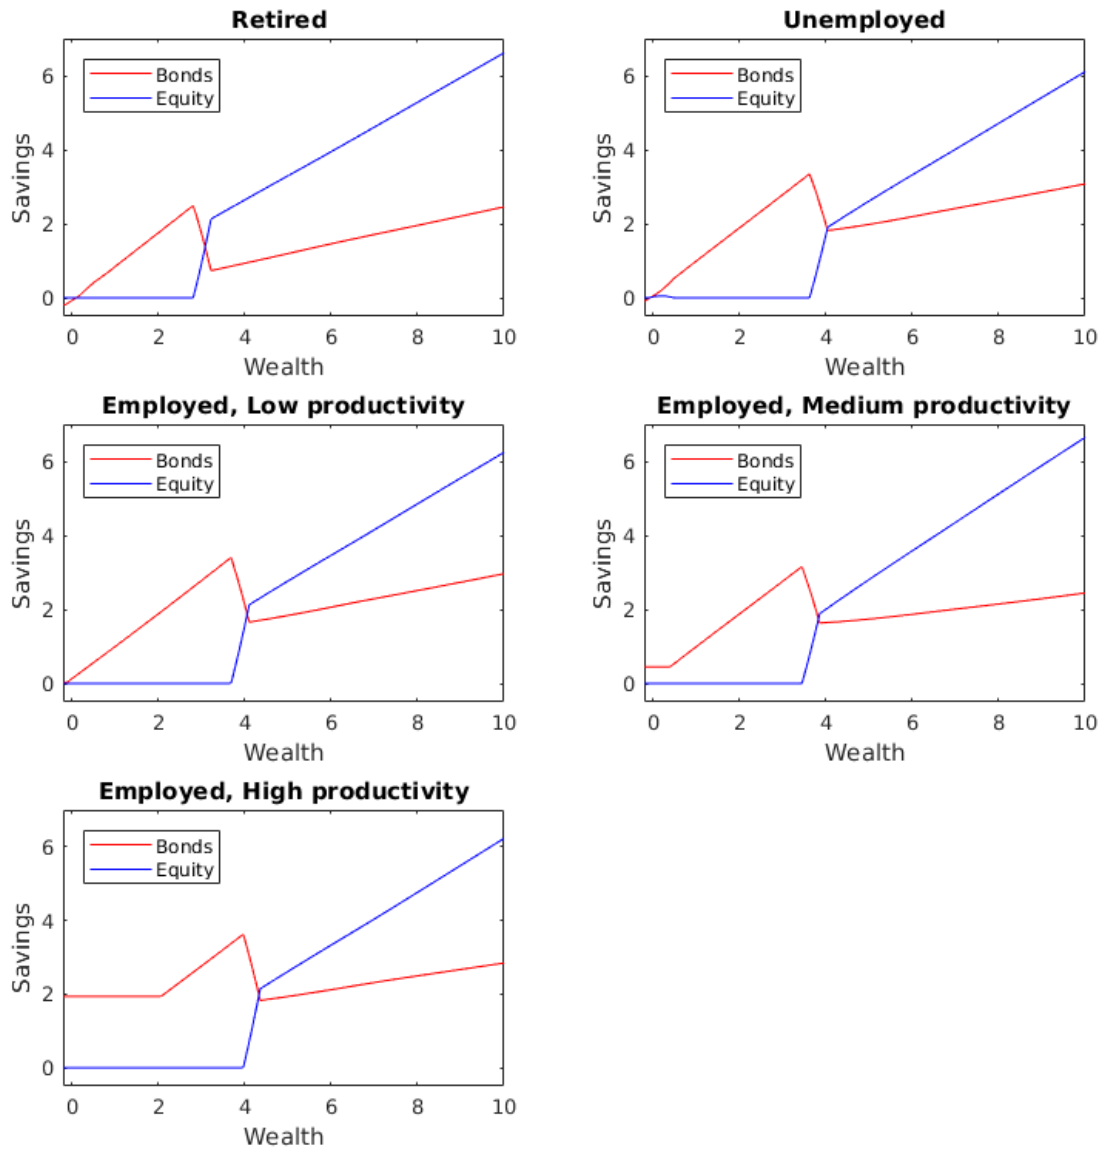 Retired
Bonds
Equity
Savings
6
4
2
0
0 2 4 6 8 10
Wealth
Unemployed
Bonds
Equity
Savings
6
4
2
0
0 2 4 6 8 10
Wealth
Employed, Low productivity
Bonds
Equity
Savings
6
4
2
0
0 2 4 6 8 10
Wealth
Employed, Medium productivity
Bonds
Equity
Savings
6
4
2
0
0 2 4 6 8 10
Wealth
Employed, High productivity
Bonds
Equity
Savings
6
4
2
0
0 2 4 6 8 10
Wealth